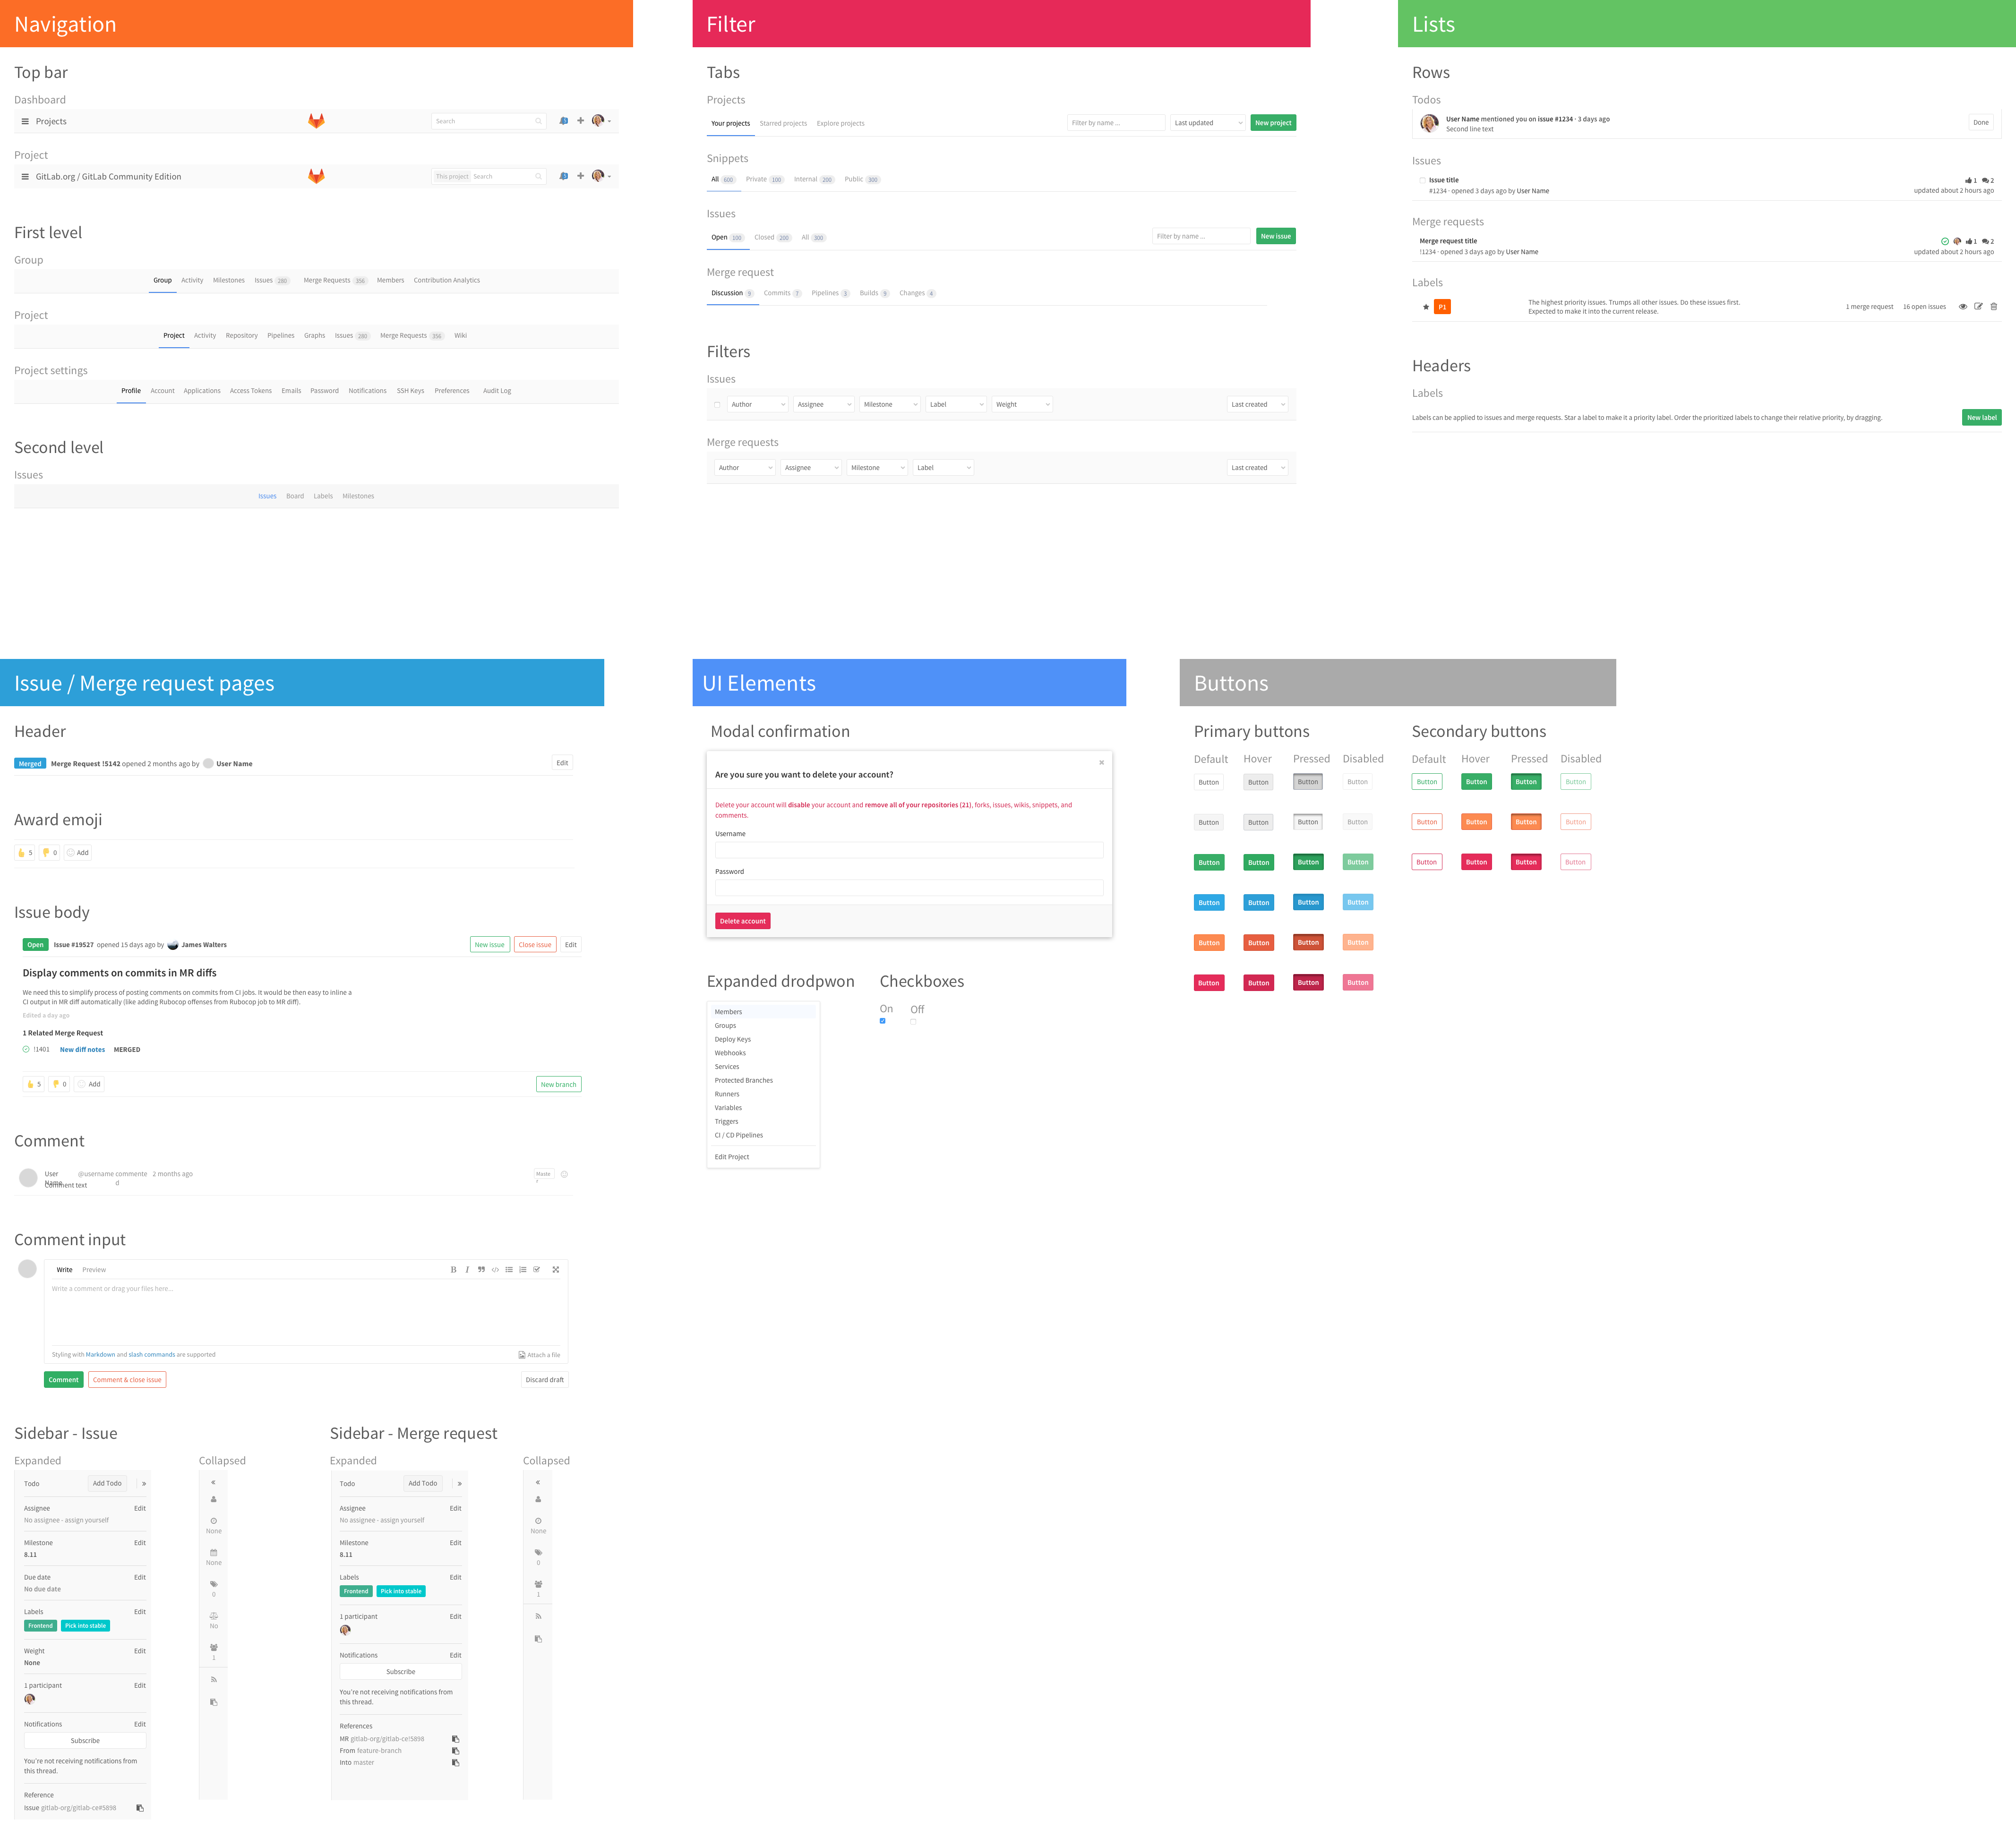 Navigation
Top bar
Dashboard
Projects
Search
Project
GitLab.org / GitLab Community Edition
This project Search
First level
Group
Group Activity Milestones Issues 280 Merge Requests 356 Members Contribution Analytics
Project
Project Activity Repository Pipelines Graphs Issues 280 Merge Requests 356 Wiki
Project settings
Profile Account Applications Access Tokens Emails Password Notifications SSH Keys Preferences Audit Log
Second level
Issues
Issues Board Labels Milestones
Filter
Tabs
Projects
Your projects Starred projects Explore projects Filter by name ... Last updated New project
Snippets
All 600 Private 100 Internal 200 Public 300
Issues
Open 100 Closed 200 All 300 Filter by name ... New issue
Merge request
Discussion 9 Commits 7 Pipelines 3 Builds 9 Changes 4
Filters
Issues
Author Assignee Milestone Label Weight Last created
Merge requests
Author Assignee Milestone Label Last created
Lists
Rows
Todos
User Name mentioned you on issue #1234 · 3 days ago
Second line text
Done
Issues
Issue title 1 2
#1234 · opened 3 days ago by User Name updated about 2 hours ago
Merge requests
Merge request title 1 2
!1234 · opened 3 days ago by User Name updated about 2 hours ago
Labels
P1
The highest priority issues. Trumps all other issues. Do these issues first.
Expected to make it into the current release.
1 merge request 16 open issues
Headers
Labels
Labels can be applied to issues and merge requests. Star a label to make it a priority label. Order the prioritized labels to change their relative priority, by dragging. New label
Issue / Merge request pages
Header
Merged Merge Request !5142 opened 2 months ago by User Name Edit
Award emoji
5 0 Add
Issue body
Open Issue #19527 opened 15 days ago by James Walters New issue Close issue Edit
Display comments on commits in MR diffs
We need this to simplify process of posting comments on commits from CI jobs. It would be then easy to inline a
CI output in MR diff automatically (like adding Rubocop offenses from Rubocop job to MR diff).
Edited a day ago
1 Related Merge Request
!1401 New diff notes MERGED
5 0 Add New branch
Comment
User @username commente 2 months ago Maste
Name d r
Comment text
Comment input
Write Preview
Write a comment or drag your files here...
Styling with Markdown and slash commands are supported Attach a file
Comment Comment & close issue Discard draft
Sidebar - Issue
Expanded
Todo Add Todo »
Assignee Edit
No assignee - assign yourself
Milestone Edit
8.11
Due date Edit
No due date
Labels Edit
Frontend Pick into stable
Weight Edit
None
1 participant Edit
Notifications Edit
Subscribe
You're not receiving notifications from
this thread.
Reference
Issue gitlab-org/gitlab-ce#5898
Collapsed
«
None
None
0
No
1
Sidebar - Merge request
Expanded
Todo Add Todo »
Assignee Edit
No assignee - assign yourself
Milestone Edit
8.11
Labels Edit
Frontend Pick into stable
1 participant Edit
Notifications Edit
Subscribe
You're not receiving notifications from
this thread.
References
MR gitlab-org/gitlab-ce!5898
From feature-branch
Into master
Collapsed
«
None
0
1
UI Elements
Modal confirmation
×
Are you sure you want to delete your account?
Delete your account will disable your account and remove all of your repositories (21), forks, issues, wikis, snippets, and
comments.
Username
Password
Delete account
Expanded drodpwon
Members
Groups
Deploy Keys
Webhooks
Services
Protected Branches
Runners
Variables
Triggers
CI / CD Pipelines
Edit Project
Checkboxes
On Off
Buttons
Primary buttons
Default Hover Pressed Disabled
Button Button Button Button
Button Button Button Button
Button Button Button Button
Button Button Button Button
Button Button Button Button
Button Button Button Button
Secondary buttons
Default Hover Pressed Disabled
Button Button Button Button
Button Button Button Button
Button Button Button Button